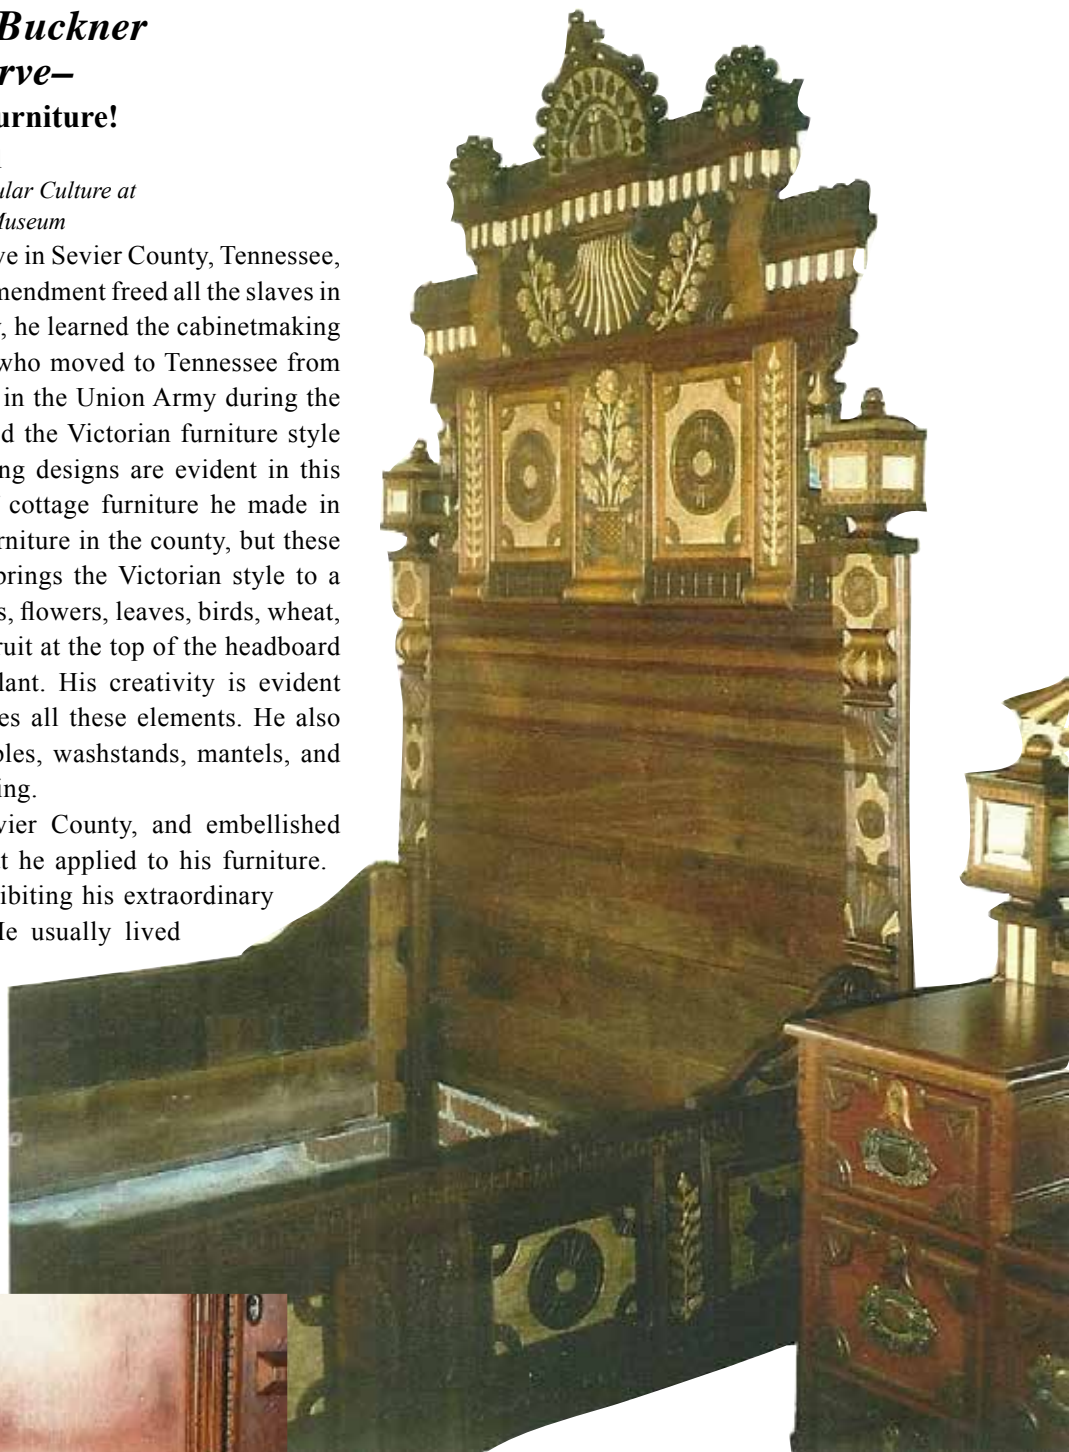 Buckner
rve–
urniture!
ular Culture at
Museum
ve in Sevier County, Tennessee,
mendment freed all the slaves in
, he learned the cabinetmaking
who moved to Tennessee from
in the Union Army during the
d the Victorian furniture style
ng designs are evident in this
cottage furniture he made in
rniture in the county, but these
brings the Victorian style to a
s, flowers, leaves, birds, wheat,
ruit at the top of the headboard
lant. His creativity is evident
es all these elements. He also
bles, washstands, mantels, and
ing.
vier County, and embellished
t he applied to his furniture.
ibiting his extraordinary
He usually lived